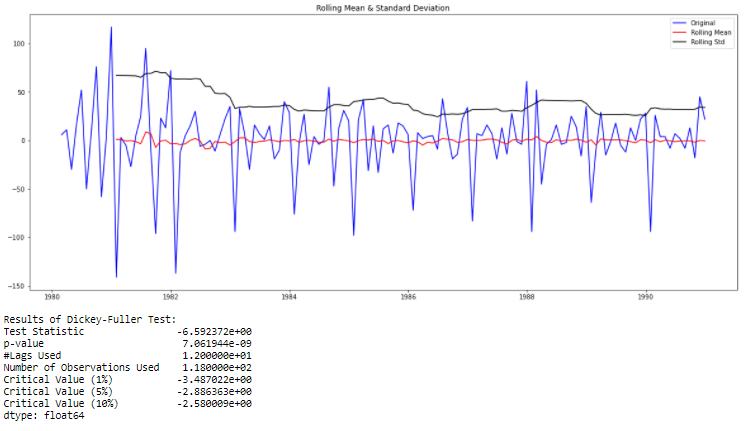 Rolling Mean & Standard Deviation
Original
Rolling Mean
Rolling Std
100
50
0
−50
−100
−150
1980 1982 1984 1986 1988 1990
Results of Dickey-Fuller Test:
Test Statistic -6.592372e+00
p-value 7.061944e-09
#Lags Used 1.200000e+01
Number of Observations Used 1.180000e+02
Critical Value (1%) -3.487022e+00
Critical Value (5%) -2.886363e+00
Critical Value (10%) -2.580009e+00
dtype: float64